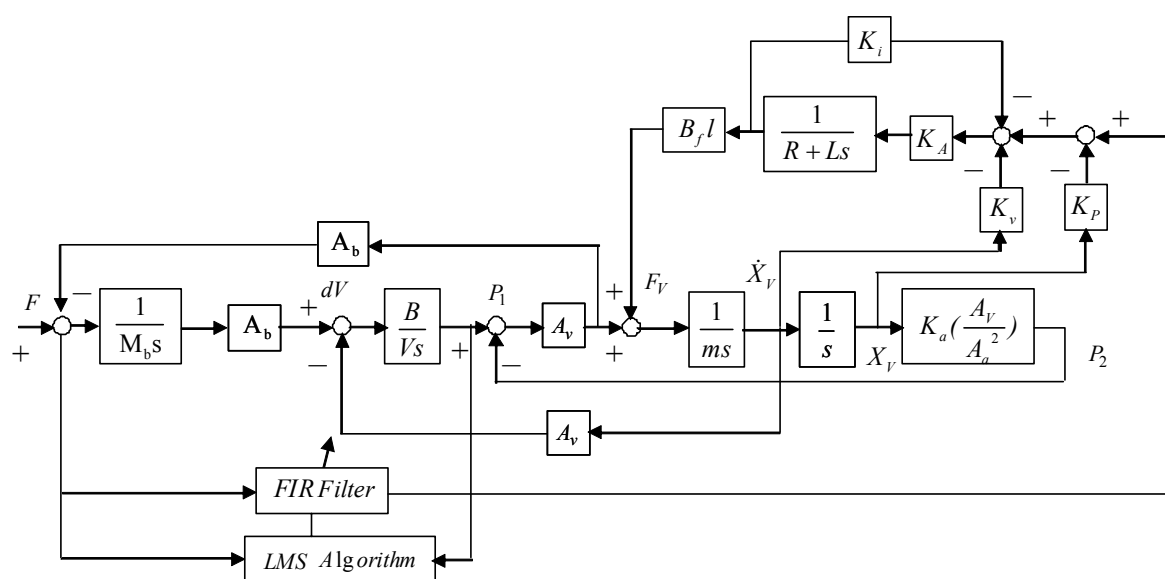 K_i
−
B_f l
1 / (R + Ls)
K_A
+
+
−
−
K_v
K_P
A_b
F
−
+
1 / (M_b s)
A_b
+
dV
−
B / (Vs)
+
P_1
−
A_v
+
+
F_V
1 / (ms)
Ẋ_V
1 / s
X_V
K_a(A_V / A_a^2)
P_2
A_v
FIR Filter
LMS Algorithm